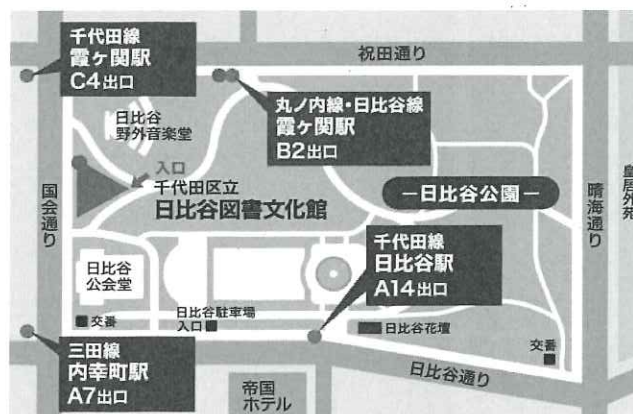 千代田線
霞ヶ関駅
C4出口
祝田通り
丸ノ内線・日比谷線
霞ヶ関駅
B2出口
日比谷
野外音楽堂
入口
千代田区立
日比谷図書文化館
国会通り
ー日比谷公園ー
晴海通り
皇居外苑
千代田線
日比谷駅
A14出口
日比谷
公会堂
交番
日比谷駐車場
入口
日比谷花壇
交番
三田線
内幸町駅
A7出口
帝国
ホテル
日比谷通り